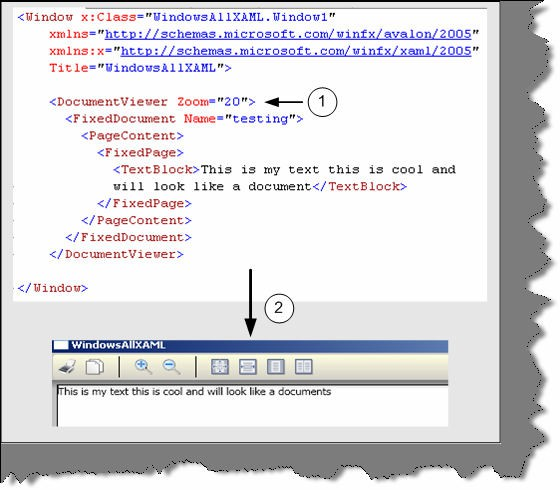 <Window x:Class="WindowsAllXAML.Window1"
xmlns="http://schemas.microsoft.com/winfx/avalon/2005"
xmlns:x="http://schemas.microsoft.com/winfx/xaml/2005"
Title="WindowsAllXAML">
<DocumentViewer Zoom="20"> 1
<FixedDocument Name="testing">
<PageContent>
<FixedPage>
<TextBlock>This is my text this is cool and
will look like a document</TextBlock>
</FixedPage>
</PageContent>
</FixedDocument>
</DocumentViewer>
</Window>
2
WindowsAllXAML
This is my text this is cool and will look like a documents